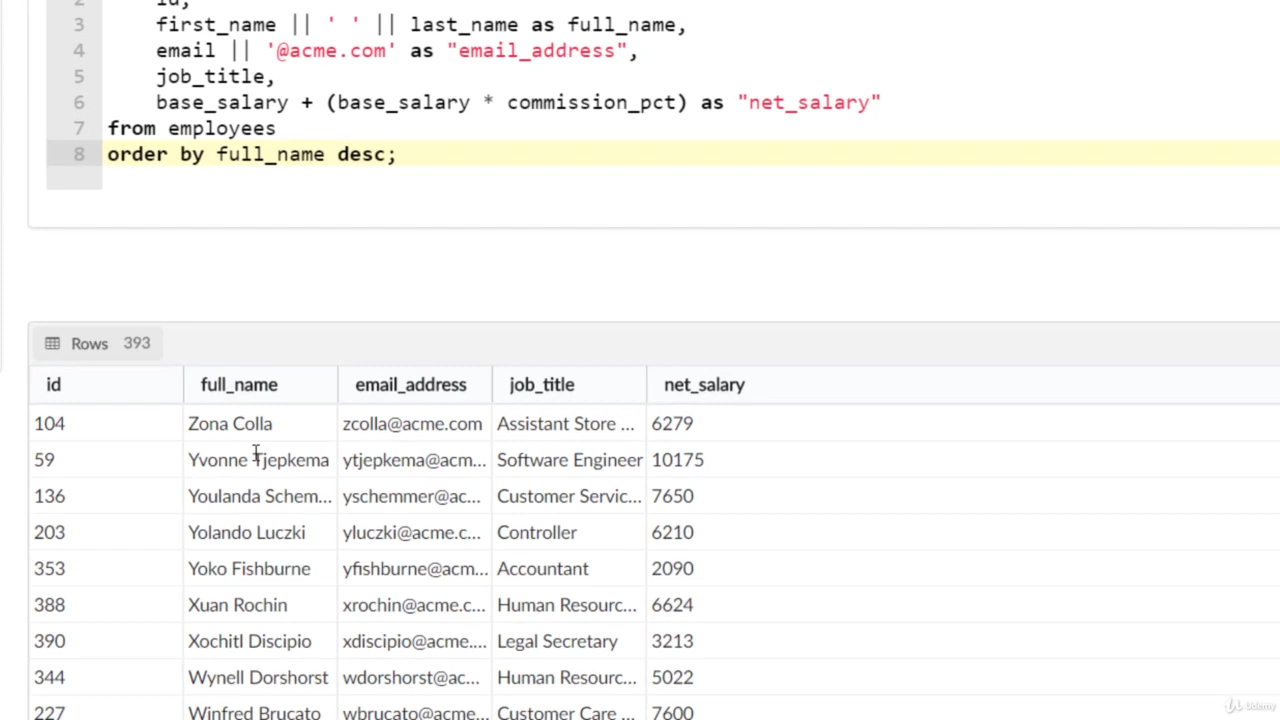 2 id,
3 first_name || ' ' || last_name as full_name,
4 email || '@acme.com' as "email_address",
5 job_title,
6 base_salary + (base_salary * commission_pct) as "net_salary"
7 from employees
8 order by full_name desc;
Rows 393
id full_name email_address job_title net_salary
104 Zona Colla zcolla@acme.com Assistant Store ... 6279
59 Yvonne Tjepkema ytjepkema@acm... Software Engineer 10175
136 Youlanda Schem... yschemmer@ac... Customer Servic... 7650
203 Yolando Luczki yluczki@acme.c... Controller 6210
353 Yoko Fishburne yfishburne@acm... Accountant 2090
388 Xuan Rochin xrochin@acme.c... Human Resourc... 6624
390 Xochitl Discipio xdiscipio@acme.... Legal Secretary 3213
344 Wynell Dorshorst wdorshorst@ac... Human Resourc... 5022
227 Winfred Brucato wbrucato@acme... Customer Care ... 7600
Udemy